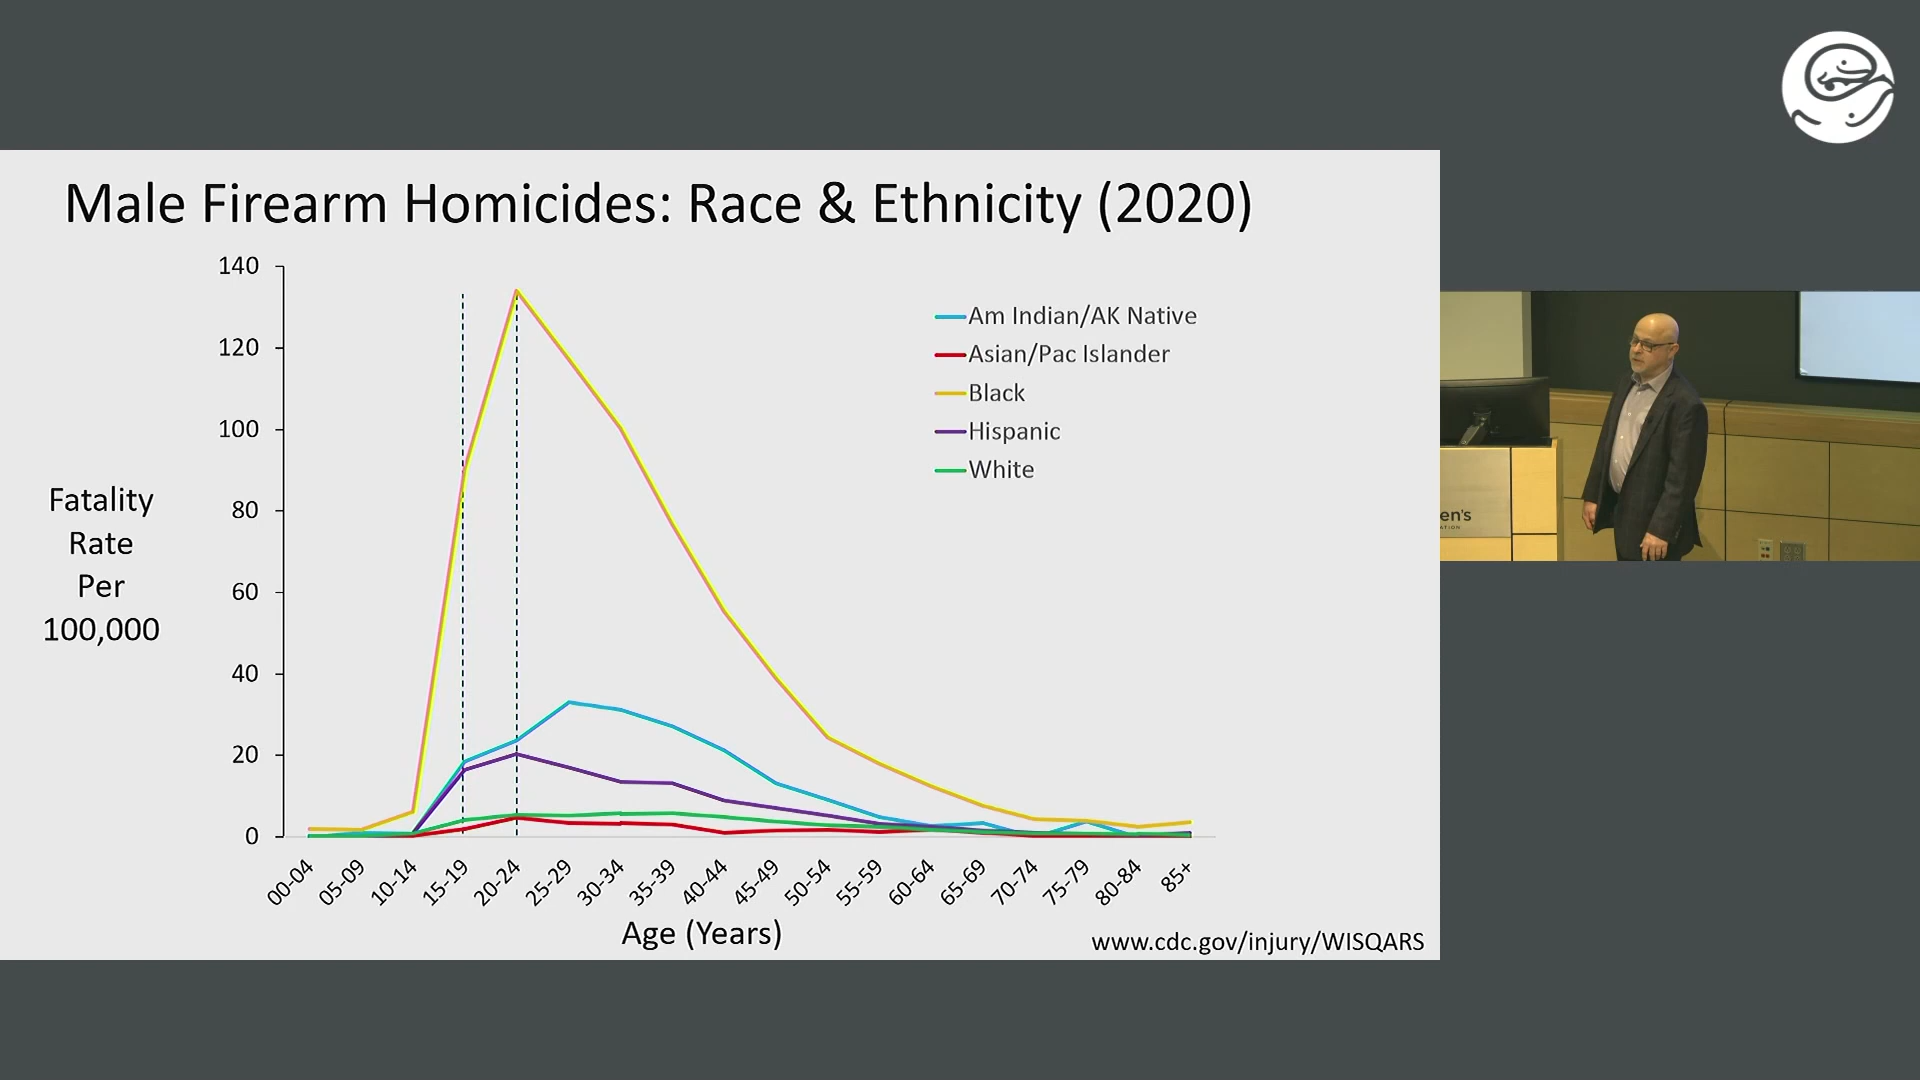 Male Firearm Homicides: Race & Ethnicity (2020)
140
120
100
80
60
40
20
0
Fatality
Rate
Per
100,000
Am Indian/AK Native
Asian/Pac Islander
Black
Hispanic
White
00-04
05-09
10-14
15-19
20-24
25-29
30-34
35-39
40-44
45-49
50-54
55-59
60-64
65-69
70-74
75-79
80-84
85+
Age (Years)
www.cdc.gov/injury/WISQARS
en's